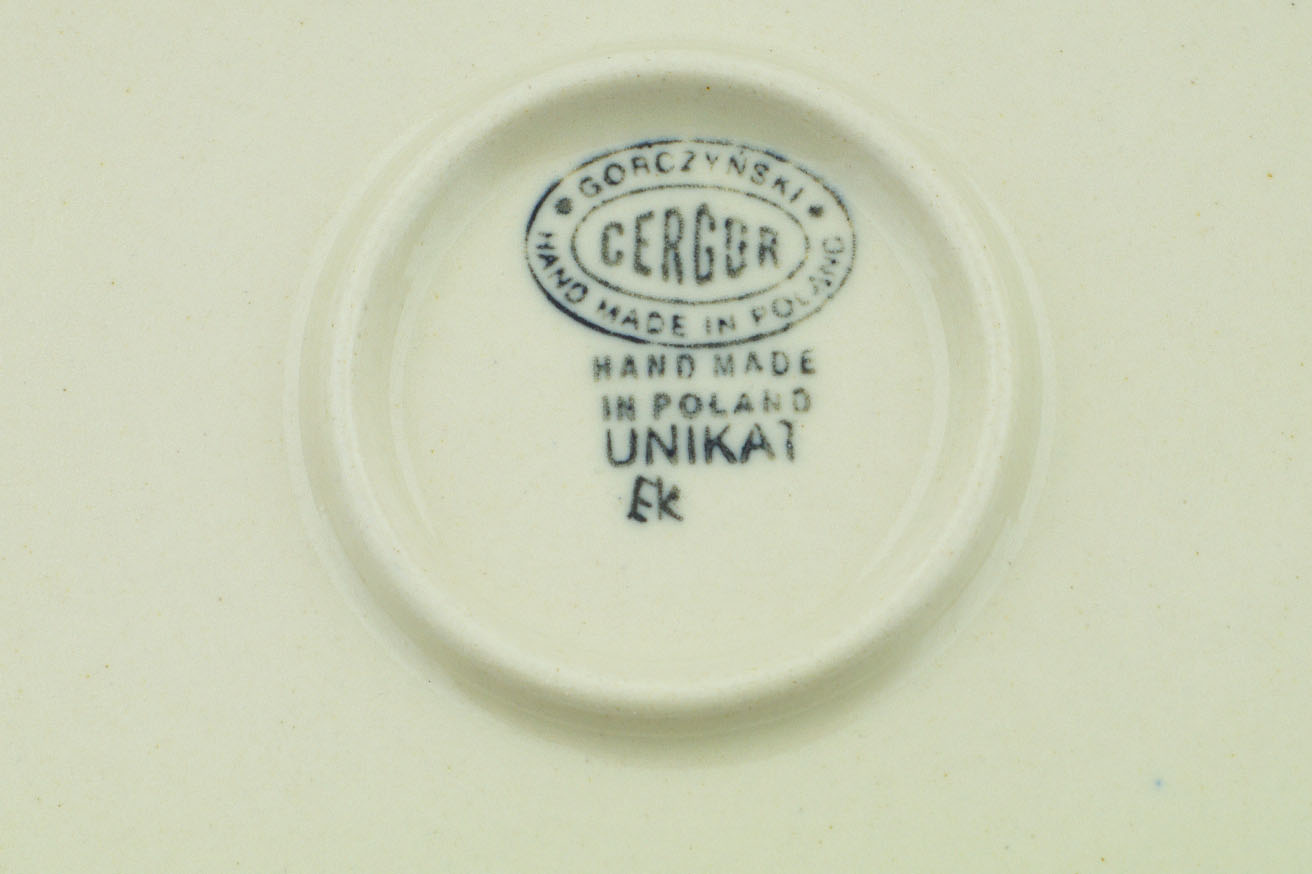 GORCZYŃSKI
CERGOR
HAND MADE IN POLAND
HAND MADE
IN POLAND
UNIKAT
EK